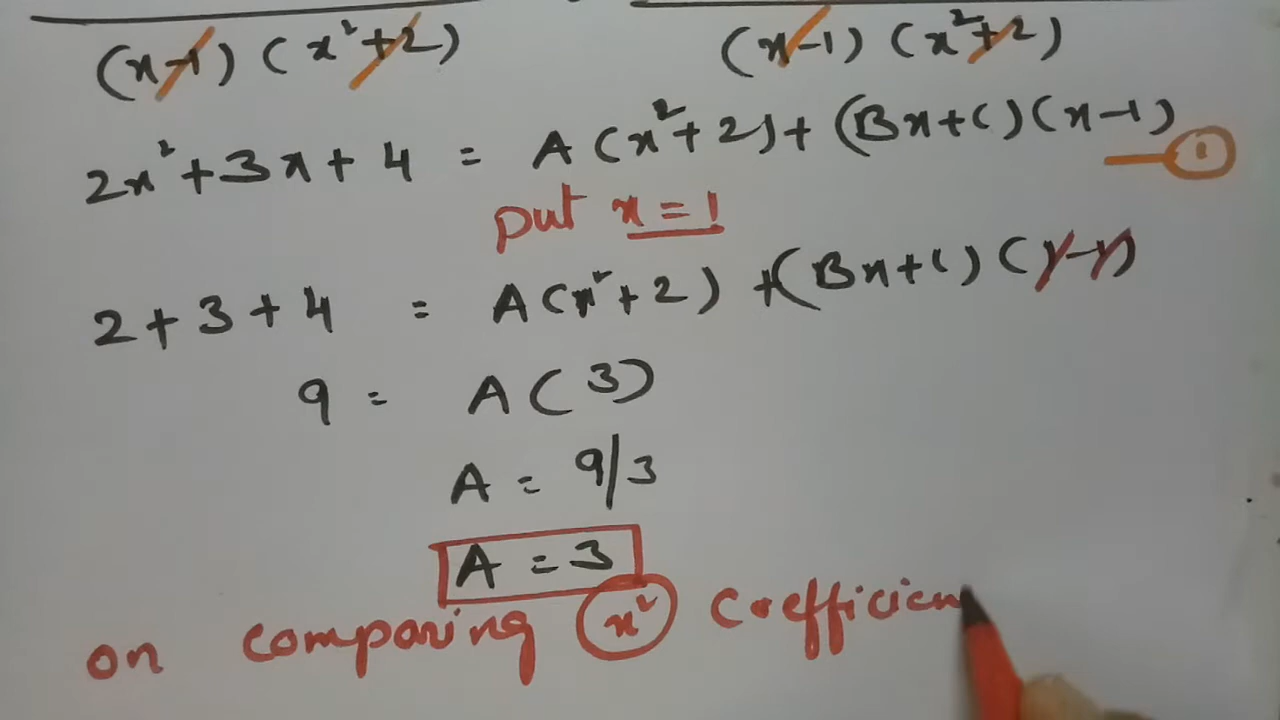 (x-1) (x²+2) (x-1) (x²+2)
2x²+3x+4 = A(x²+2)+(Bx+C)(x-1) —①
put x=1
2+3+4 = A(x²+2) +(Bx+C) (1-1)
9 = A(3)
A = 9/3
A = 3
on comparing x² coefficien